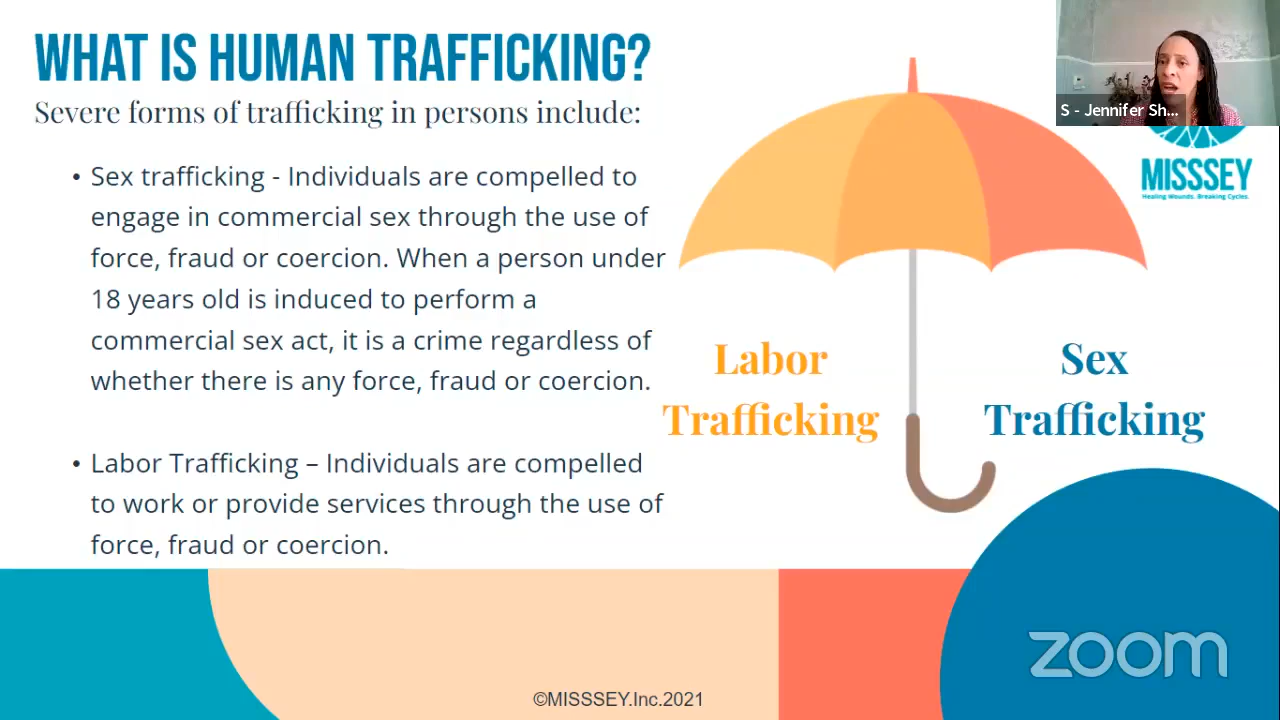 WHAT IS HUMAN TRAFFICKING?
Severe forms of trafficking in persons include:
• Sex trafficking - Individuals are compelled to
engage in commercial sex through the use of
force, fraud or coercion. When a person under
18 years old is induced to perform a
commercial sex act, it is a crime regardless of
whether there is any force, fraud or coercion.
• Labor Trafficking – Individuals are compelled
to work or provide services through the use of
force, fraud or coercion.
Labor
Trafficking
Sex
Trafficking
S - Jennifer Sh...
MISSSEY
Healing Wounds. Breaking Cycles.
zoom
©MISSSEY.Inc.2021